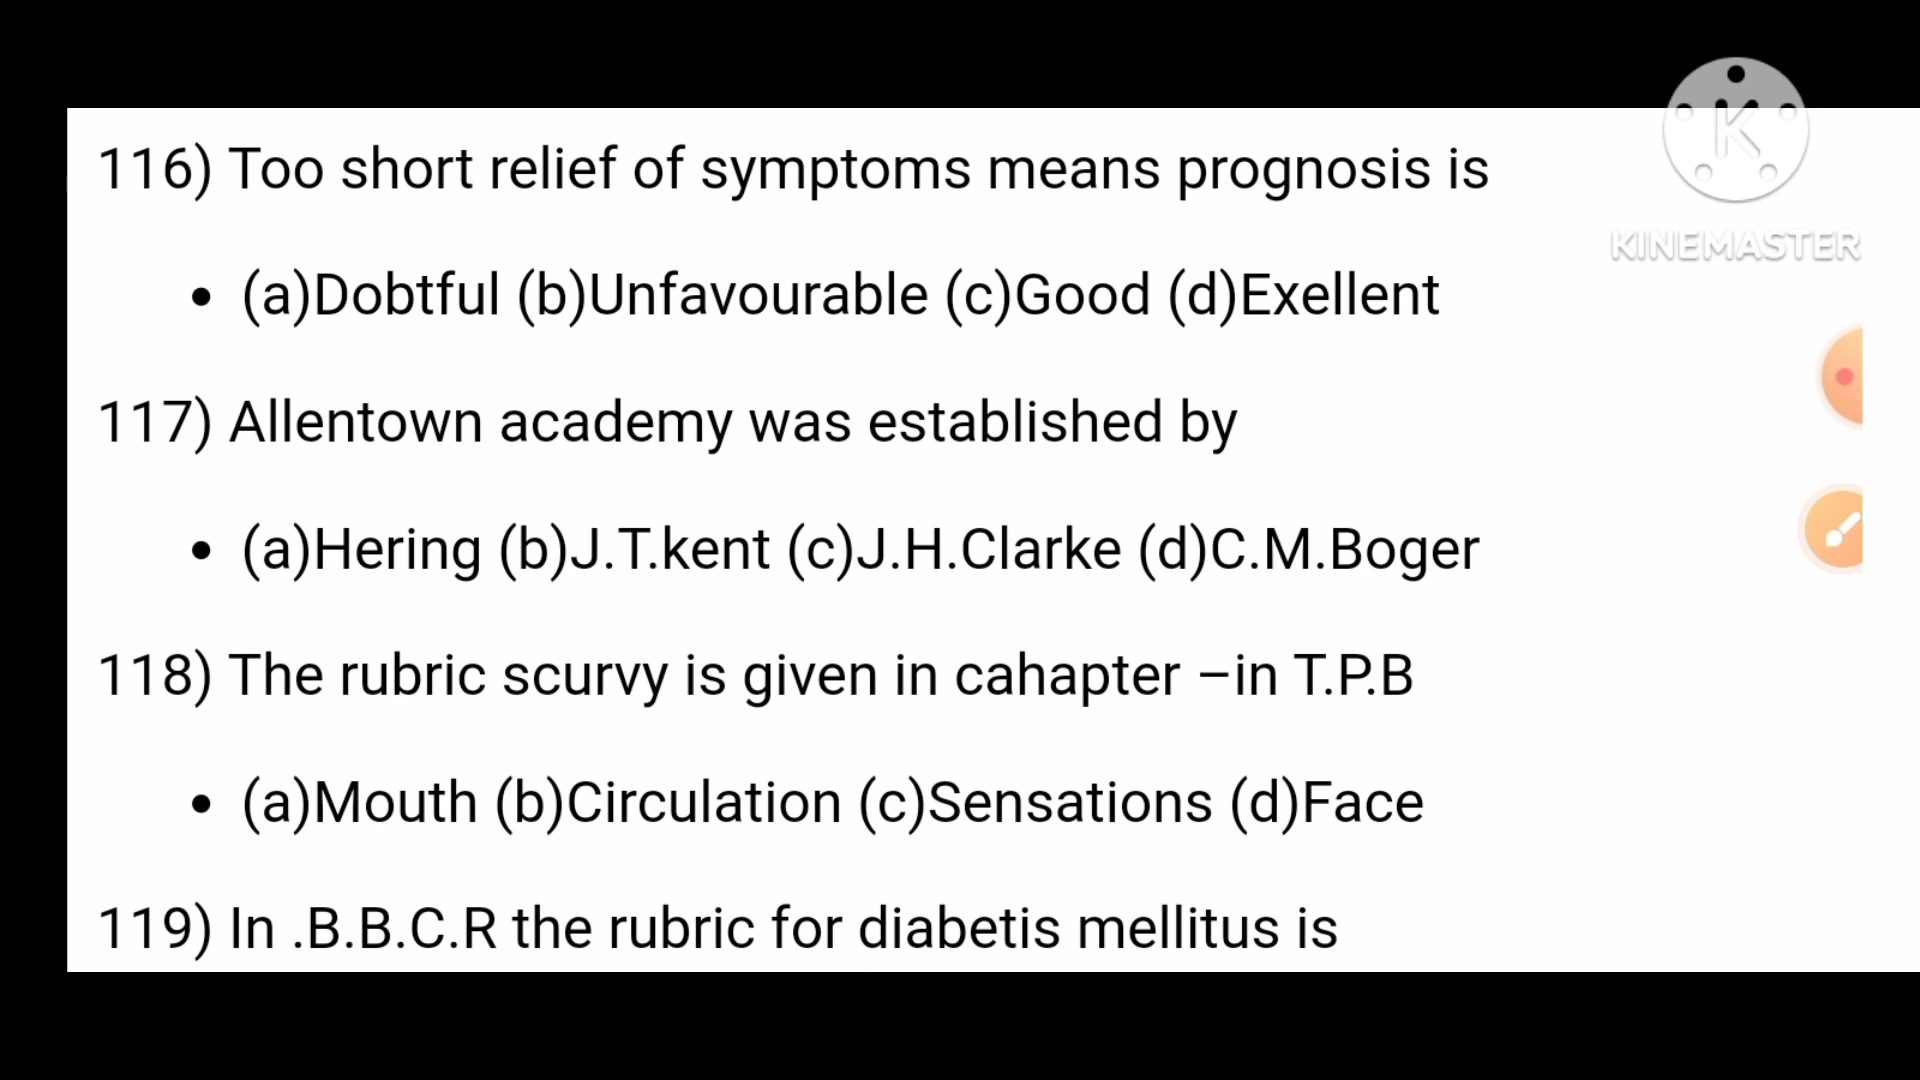 KINEMASTER
116) Too short relief of symptoms means prognosis is
• (a)Dobtful (b)Unfavourable (c)Good (d)Exellent
117) Allentown academy was established by
• (a)Hering (b)J.T.kent (c)J.H.Clarke (d)C.M.Boger
118) The rubric scurvy is given in cahapter –in T.P.B
• (a)Mouth (b)Circulation (c)Sensations (d)Face
119) In .B.B.C.R the rubric for diabetis mellitus is